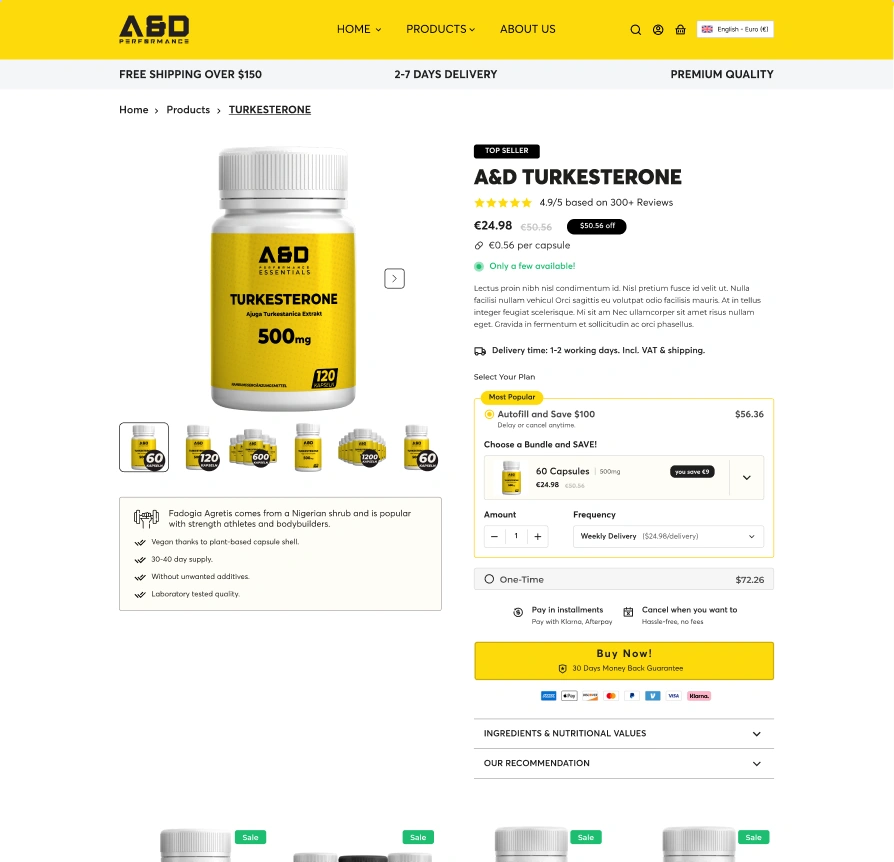 A&D
PERFORMANCE
HOME
PRODUCTS
ABOUT US
English - Euro (€)
FREE SHIPPING OVER $150
2-7 DAYS DELIVERY
PREMIUM QUALITY
Home
Products
TURKESTERONE
A&D
PERFORMANCE
ESSENTIALS
TURKESTERONE
Ajuga Turkestanica Extrakt
500mg
NAHRUNGSERGÄNZUNGSMITTEL
120
KAPSELN
60
KAPSELN
120
KAPSELN
600
KAPSELN
1200
KAPSELN
60
KAPSELN
Fadogia Agretis comes from a Nigerian shrub and is popular
with strength athletes and bodybuilders.
Vegan thanks to plant-based capsule shell.
30-40 day supply.
Without unwanted additives.
Laboratory tested quality.
TOP SELLER
A&D TURKESTERONE
4.9/5 based on 300+ Reviews
€24.98 €50.56 $50.56 off
€0.56 per capsule
Only a few available!
Lectus proin nibh nisl condimentum id. Nisl pretium fusce id velit ut. Nulla
facilisi nullam vehicul Orci sagittis eu volutpat odio facilisis mauris. At in tellus
integer feugiat scelerisque. Mi sit am Nec ullamcorper sit amet risus nullam
eget. Gravida in fermentum et sollicitudin ac orci phasellus.
Delivery time: 1-2 working days. Incl. VAT & shipping.
Select Your Plan
Most Popular
Autofill and Save $100 $56.36
Delay or cancel anytime.
Choose a Bundle and SAVE!
60 Capsules | 500mg
you save €9
€24.98 €50.56
Amount
Frequency
− 1 +
Weekly Delivery ($24.98/delivery)
One-Time $72.26
Pay in installments
Pay with Klarna, Afterpay
Cancel when you want to
Hassle-free, no fees
Buy Now!
30 Days Money Back Guarantee
Pay
VISA
Klarna.
INGREDIENTS & NUTRITIONAL VALUES
OUR RECOMMENDATION
Sale
Sale
Sale
Sale